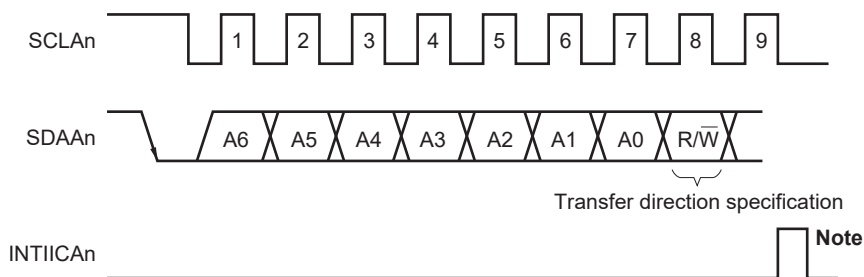 SCLAn 1 2 3 4 5 6 7 8 9
SDAAn A6 A5 A4 A3 A2 A1 A0 R/W̅
Transfer direction specification
INTIICAn Note